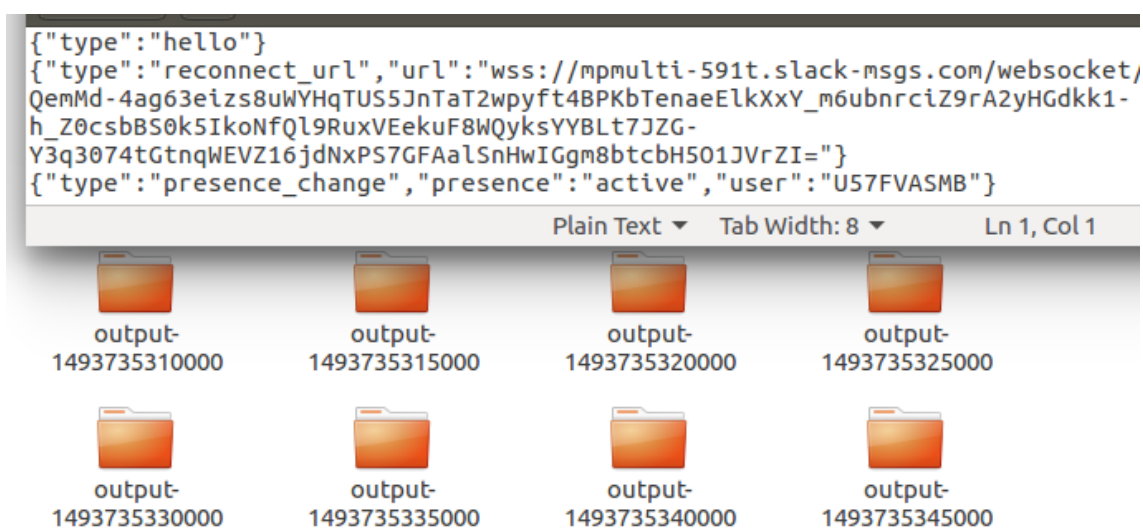 {"type":"hello"}
{"type":"reconnect_url","url":"wss://mpmulti-591t.slack-msgs.com/websocket/
QemMd-4ag63eizs8uWYHqTUS5JnTaT2wpyft4BPKbTenaeElkXxY_m6ubnrciZ9rA2yHGdkk1-
h_Z0csbBS0k5IkoNfQl9RuxVEekuF8WQyksYYBLt7JZG-
Y3q3074tGtnqWEVZ16jdNxPS7GFAalSnHwIGgm8btcbH5O1JVrZI="}
{"type":"presence_change","presence":"active","user":"U57FVASMB"}
Plain Text Tab Width: 8 Ln 1, Col 1
output- output- output- output-
1493735310000 1493735315000 1493735320000 1493735325000
output- output- output- output-
1493735330000 1493735335000 1493735340000 1493735345000